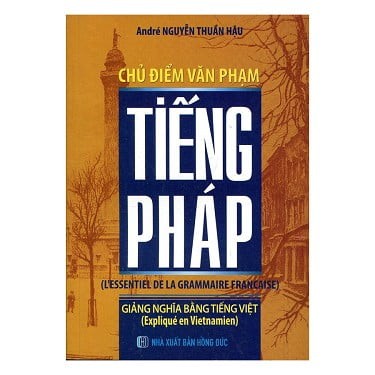 André NGUYỄN THUẦN HẬU
CHỦ ĐIỂM VĂN PHẠM
TIẾNG
PHÁP
(L'ESSENTIEL DE LA GRAMMAIRE FRANCAISE)
GIẢNG NGHĨA BẰNG TIẾNG VIỆT
(Expliqué en Vietnamien)
NHÀ XUẤT BẢN HỒNG ĐỨC